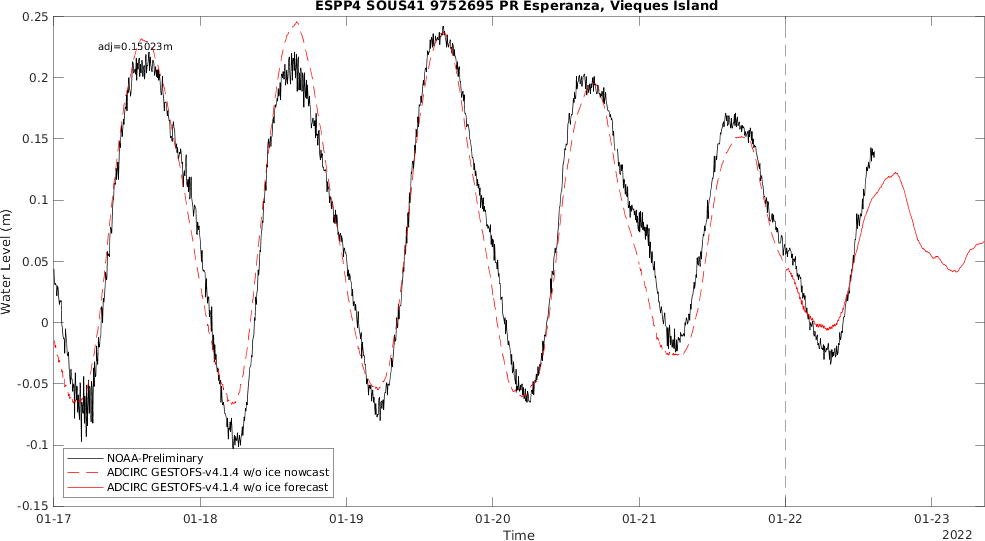 ESPP4 SOUS41 9752695 PR Esperanza, Vieques Island
adj=0.15023m
0.25
0.2
0.15
0.1
0.05
0
-0.05
-0.1
-0.15
Water Level (m)
NOAA-Preliminary
ADCIRC GESTOFS-v4.1.4 w/o ice nowcast
ADCIRC GESTOFS-v4.1.4 w/o ice forecast
01-17
01-18
01-19
01-20
01-21
01-22
01-23
Time
2022